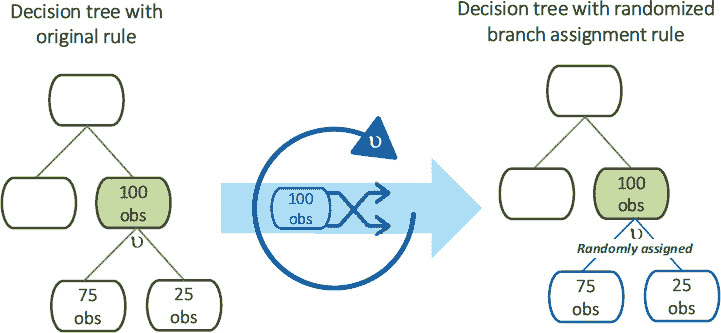 Decision tree with
original rule
100
obs
υ
75
obs
25
obs
υ
100
obs
Decision tree with randomized
branch assignment rule
100
obs
υ
Randomly assigned
75
obs
25
obs